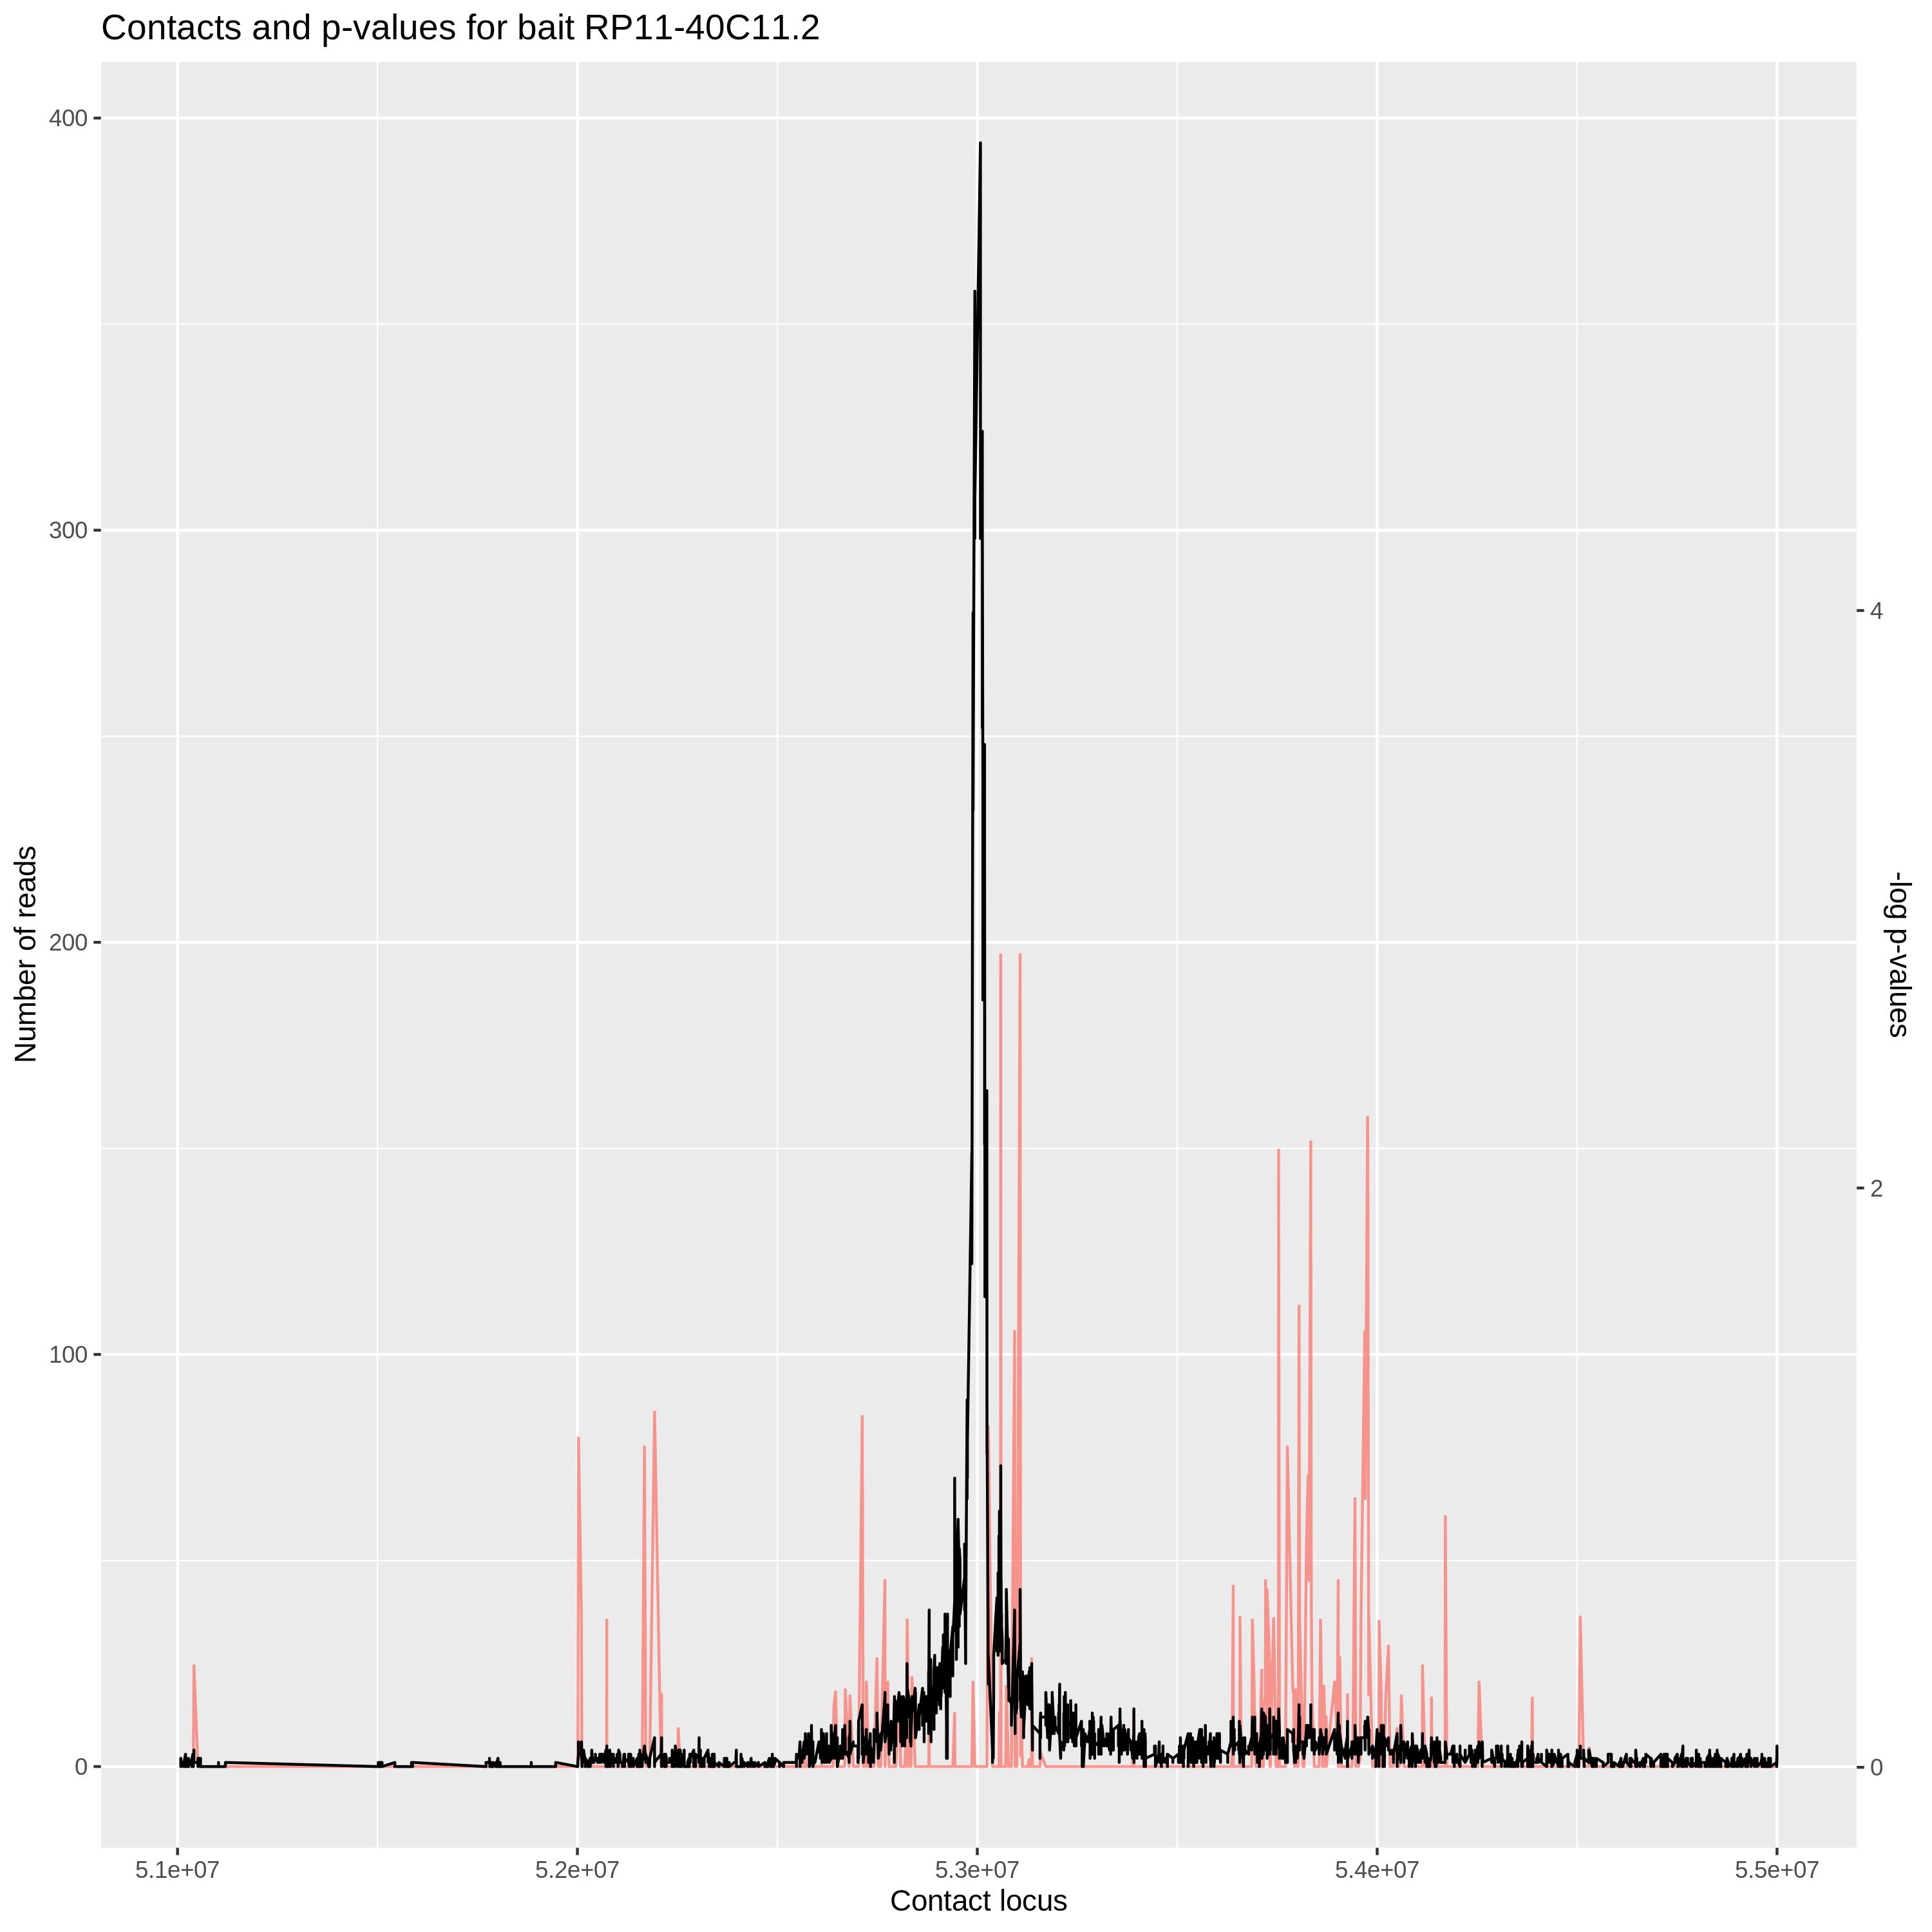 Contacts and p-values for bait RP11-40C11.2
400
300
200
100
0
Number of reads
4
2
0
-log p-values
5.1e+07 5.2e+07 5.3e+07 5.4e+07 5.5e+07
Contact locus